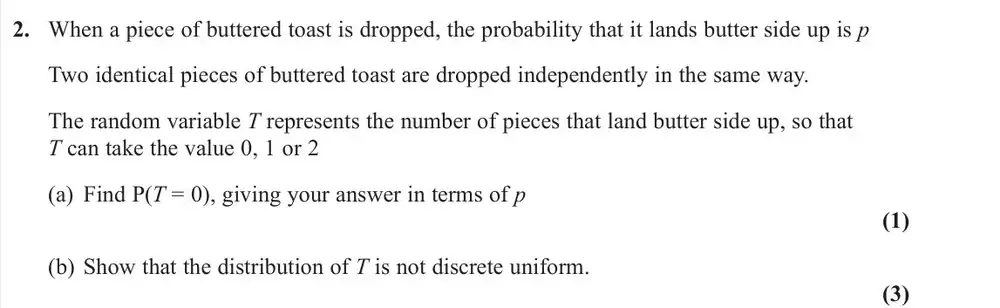 2. When a piece of buttered toast is dropped, the probability that it lands butter side up is p
Two identical pieces of buttered toast are dropped independently in the same way.
The random variable T represents the number of pieces that land butter side up, so that
T can take the value 0, 1 or 2
(a) Find P(T = 0), giving your answer in terms of p
(1)
(b) Show that the distribution of T is not discrete uniform.
(3)